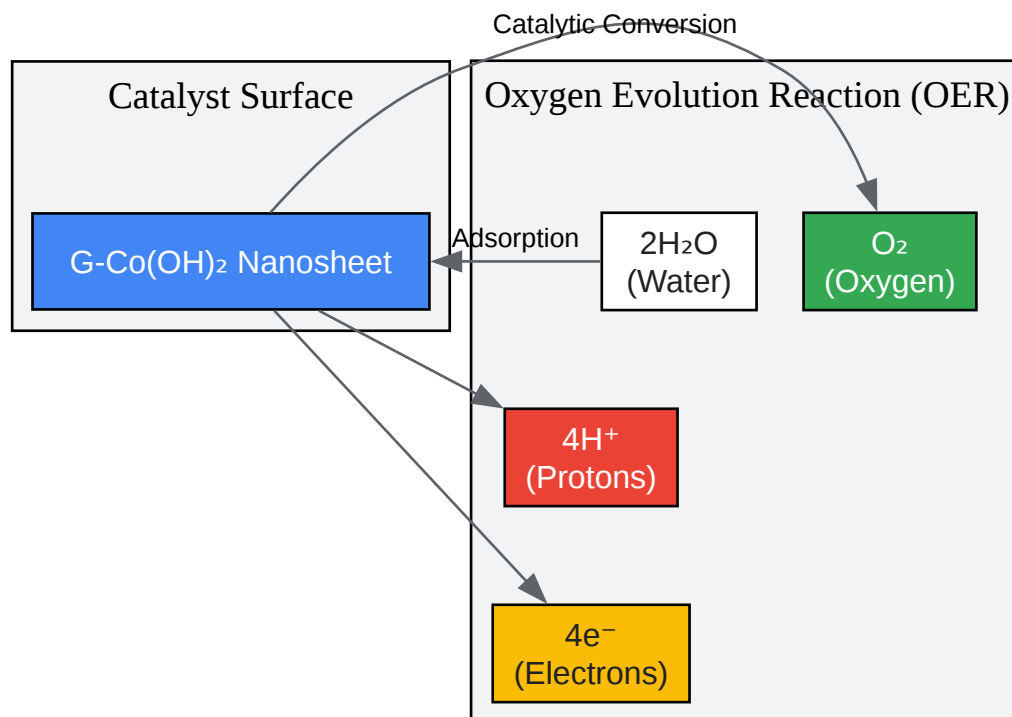 Catalytic Conversion
Catalyst Surface
Oxygen Evolution Reaction (OER)
G-Co(OH)₂ Nanosheet
Adsorption
2H₂O
(Water)
O₂
(Oxygen)
4H⁺
(Protons)
4e⁻
(Electrons)